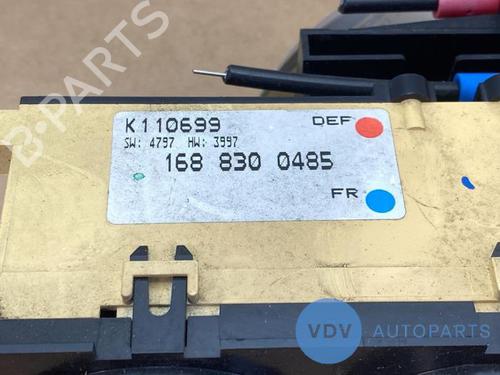 K110699 DEF
SW: 4797 HW: 3997
168 830 0485
FR
B-PARTS
VDV AUTOPARTS